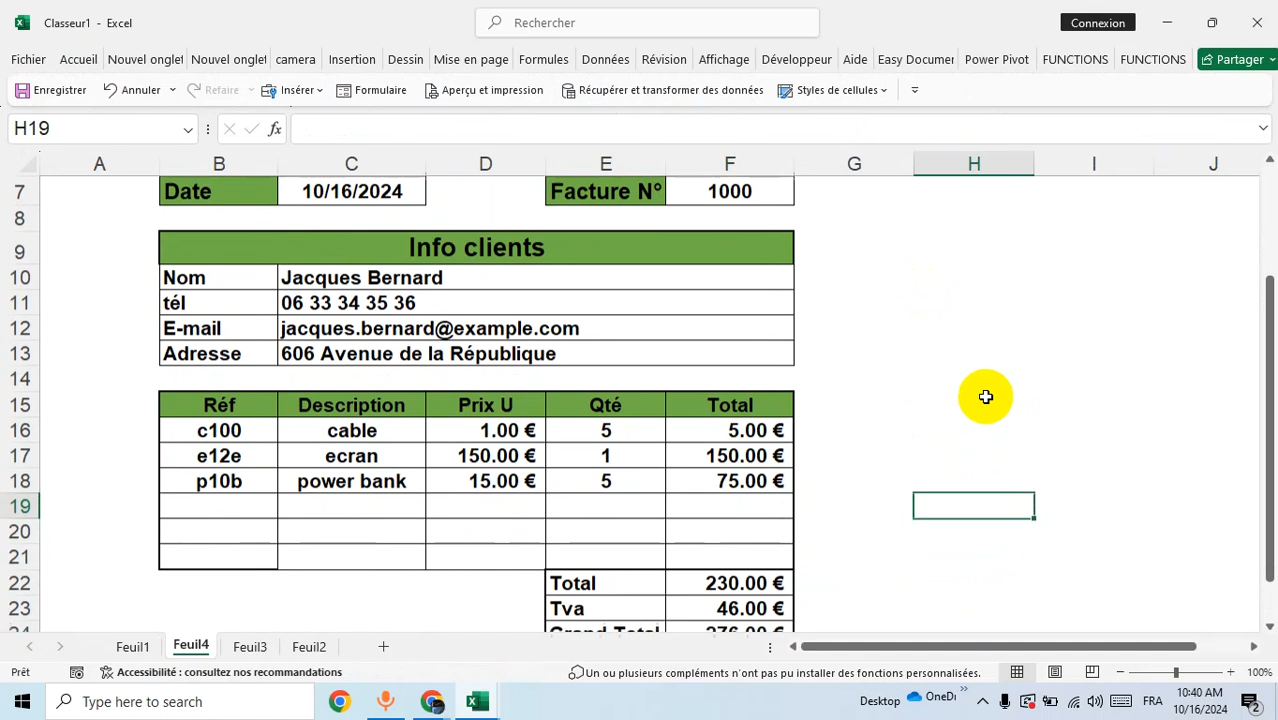 Classeur1 - Excel
Rechercher
Connexion
Fichier Accueil Nouvel onglet Nouvel onglet camera Insertion Dessin Mise en page Formules Données Révision Affichage Développeur Aide Easy Documen Power Pivot FUNCTIONS FUNCTIONS Partager
Enregistrer Annuler Refaire Insérer Formulaire Aperçu et impression Récupérer et transformer des données Styles de cellules
H19 fx
A B C D E F G H I J
7 Date 10/16/2024 Facture N° 1000
8
9 Info clients
10 Nom Jacques Bernard
11 tél 06 33 34 35 36
12 E-mail jacques.bernard@example.com
13 Adresse 606 Avenue de la République
14
15 Réf Description Prix U Qté Total
16 c100 cable 1.00 € 5 5.00 €
17 e12e ecran 150.00 € 1 150.00 €
18 p10b power bank 15.00 € 5 75.00 €
19
20
21
22 Total 230.00 €
23 Tva 46.00 €
24 Grand Total 276.00 €
Feuil1 Feuil4 Feuil3 Feuil2
Prêt Accessibilité : consultez nos recommandations Un ou plusieurs compléments n'ont pas pu installer des fonctions personnalisées. 100%
Type here to search Desktop OneDri FRA 10:40 AM
10/16/2024 2